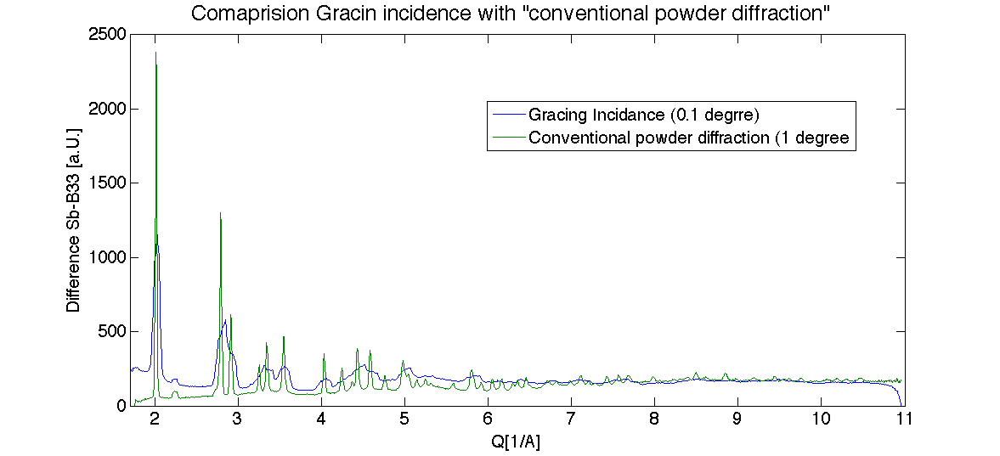 Comaprision Gracin incidence with "conventional powder diffraction"
2500
2000
1500
1000
500
0
Difference Sb-B33 [a.U.]
Gracing Incidance (0.1 degrre)
Conventional powder diffraction (1 degree
2 3 4 5 6 7 8 9 10 11
Q[1/A]